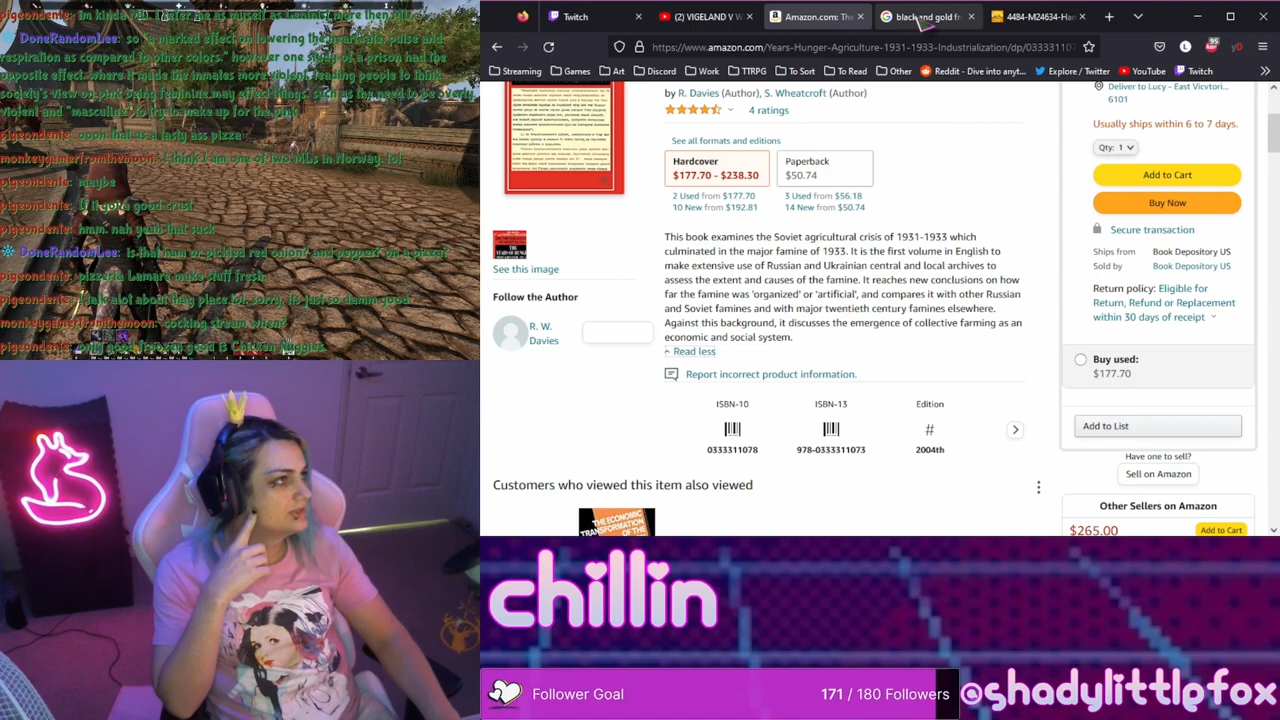 pigeondente: im kinda ML. I refer me as myself as Leninist more then ML.
DoneRandomLee: so "a marked effect on lowering the heart rate, pulse and
respiration as compared to other colors." however one study of a prison had the
opposite effect. where it made the inmates more violent. leading people to think
society's view on pink being feminine may effect things. such as the need to be overly
violent and "masculine" to try to make up for the pink
pigeondente: oooh that us a tasty ass pizza
monkeygamerfromthemoon: I think I am one of two MLs in Norway. lol
pigeondente: maybe
pigeondente: If it got a good crust
pigeondente: hmm. nah yeah that suck
DoneRandomLee: is that ham or pickled red onion? and pepper? on a pizza?
pigeondente: pizzeria Lamare make stuff fresh.
pigeondente: I talk alot about thag place lol. sorry, its just so damn good
monkeygamerfromthemoon: cocking stream when?
pigeondente: only good froozen good is Chicken Nuggies.
Twitch
(2) VIGELAND V W
Amazon.com: The
black and gold fr
4484-M24634-Han
https://www.amazon.com/Years-Hunger-Agriculture-1931-1933-Industrialization/dp/033331107
Streaming
Games
Art
Discord
Work
TTRPG
To Sort
To Read
Other
Reddit - Dive into anyt...
Explore / Twitter
YouTube
Twitch
by R. Davies (Author), S. Wheatcroft (Author)
4 ratings
See all formats and editions
Hardcover
$177.70 - $238.30
Paperback
$50.74
2 Used from $177.70
10 New from $192.81
3 Used from $56.18
14 New from $50.74
This book examines the Soviet agricultural crisis of 1931-1933 which
culminated in the major famine of 1933. It is the first volume in English to
make extensive use of Russian and Ukrainian central and local archives to
assess the extent and causes of the famine. It reaches new conclusions on how
far the famine was 'organized' or 'artificial', and compares it with other Russian
and Soviet famines and with major twentieth century famines elsewhere.
Against this background, it discusses the emergence of collective farming as an
economic and social system.
Read less
Report incorrect product information.
See this image
Follow the Author
R. W.
Davies
ISBN-10
0333311078
ISBN-13
978-0333311073
Edition
#
2004th
Customers who viewed this item also viewed
THE ECONOMIC
TRANSFORMATION
OF THE
Deliver to Lucy - East Victori...
6101
Usually ships within 6 to 7 days.
Qty: 1
Add to Cart
Buy Now
Secure transaction
Ships from Book Depository US
Sold by Book Depository US
Return policy: Eligible for
Return, Refund or Replacement
within 30 days of receipt
Buy used:
$177.70
Add to List
Have one to sell?
Sell on Amazon
Other Sellers on Amazon
$265.00
Add to Cart
chillin
Follower Goal
171 / 180 Followers
@shadylittlefox